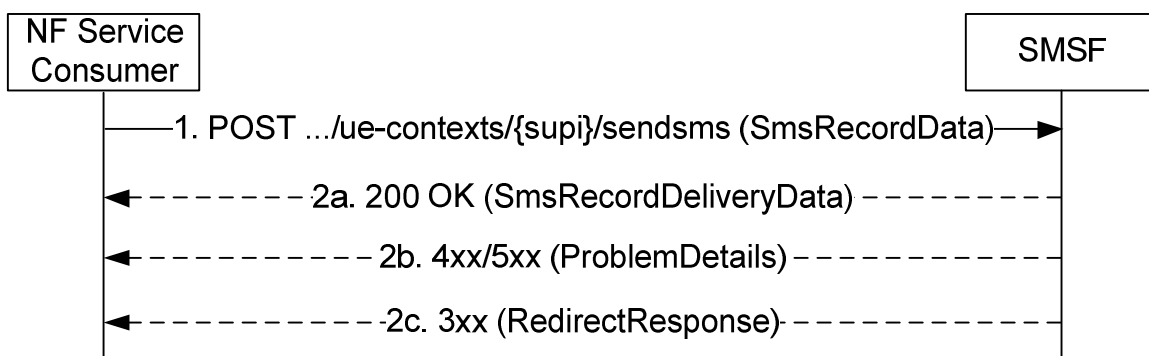 NF Service
Consumer
SMSF
1. POST .../ue-contexts/{supi}/sendsms (SmsRecordData)
2a. 200 OK (SmsRecordDeliveryData)
2b. 4xx/5xx (ProblemDetails)
2c. 3xx (RedirectResponse)